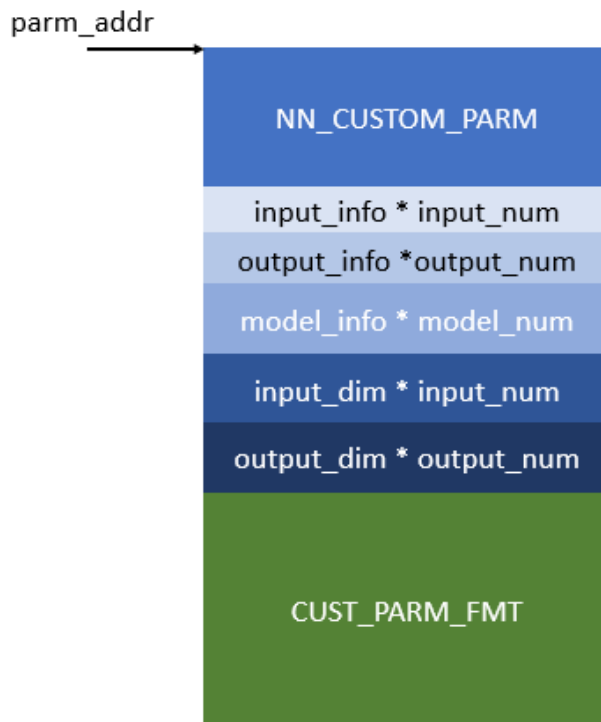 parm_addr
NN_CUSTOM_PARM
input_info * input_num
output_info *output_num
model_info * model_num
input_dim * input_num
output_dim * output_num
CUST_PARM_FMT